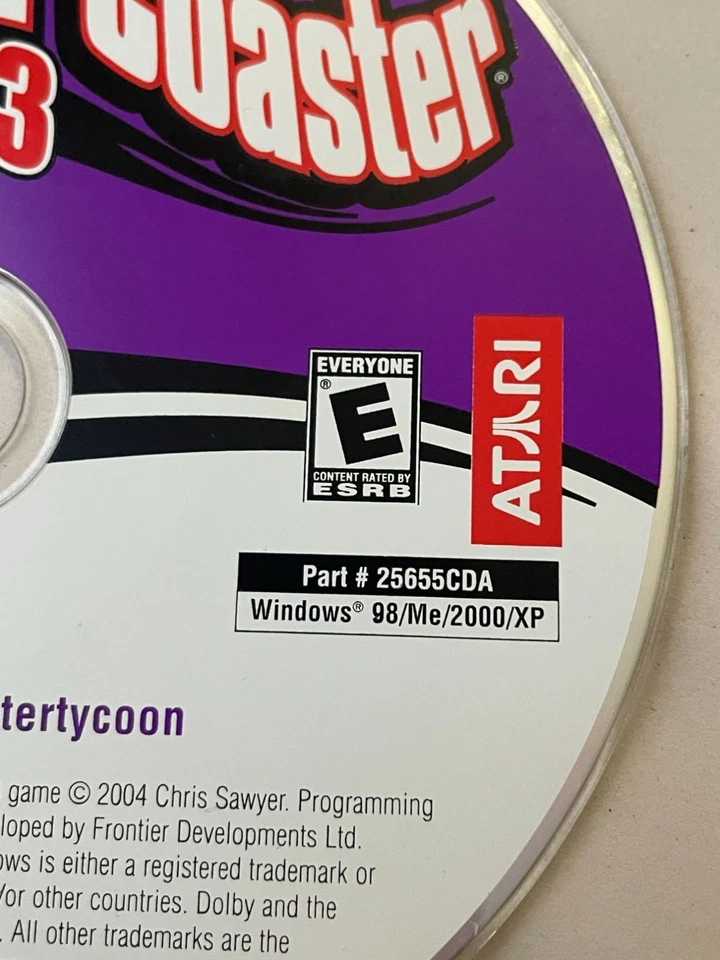 Coaster®
3
EVERYONE
® E
CONTENT RATED BY
ESRB
ATARI
Part # 25655CDA
Windows® 98/Me/2000/XP
tertycoon
game © 2004 Chris Sawyer. Programming
loped by Frontier Developments Ltd.
ows is either a registered trademark or
/or other countries. Dolby and the
. All other trademarks are the